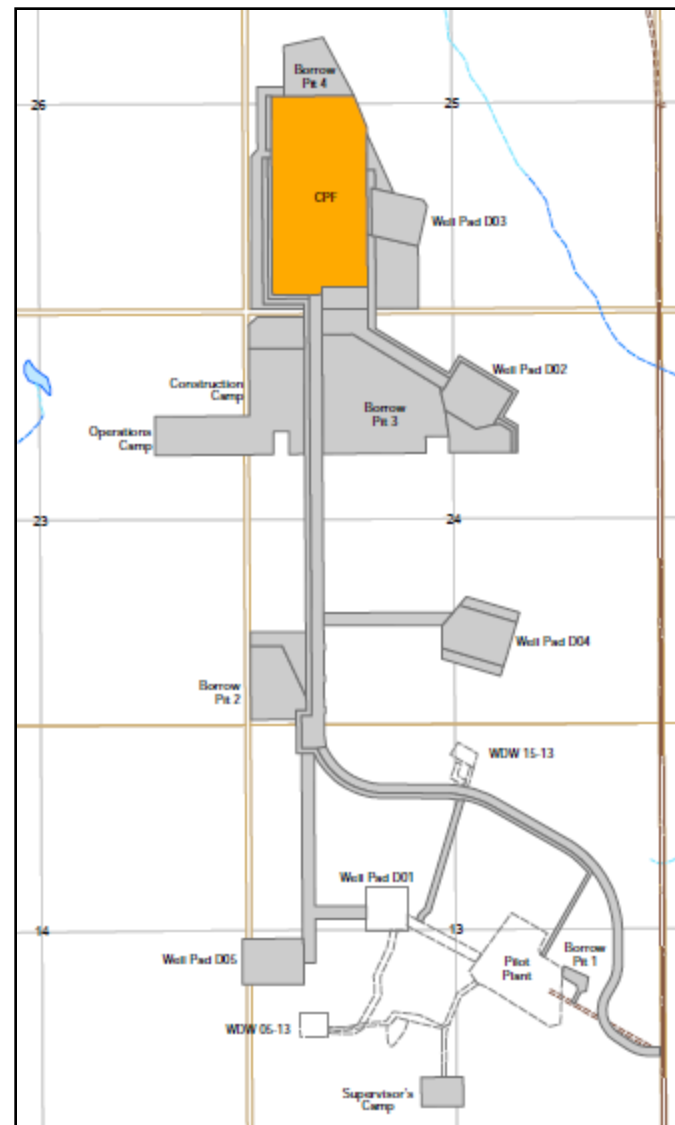 Borrow
Pit 4
26
25
CPF
Well Pad D03
Construction
Camp
Well Pad D02
Operations
Camp
Borrow
Pit 3
23
24
Well Pad D04
Borrow
Pit 2
WDW 15-13
Well Pad D01
14
13
Well Pad D05
Pilot
Plant
Borrow
Pit 1
WDW 05-13
Supervisor's
Camp